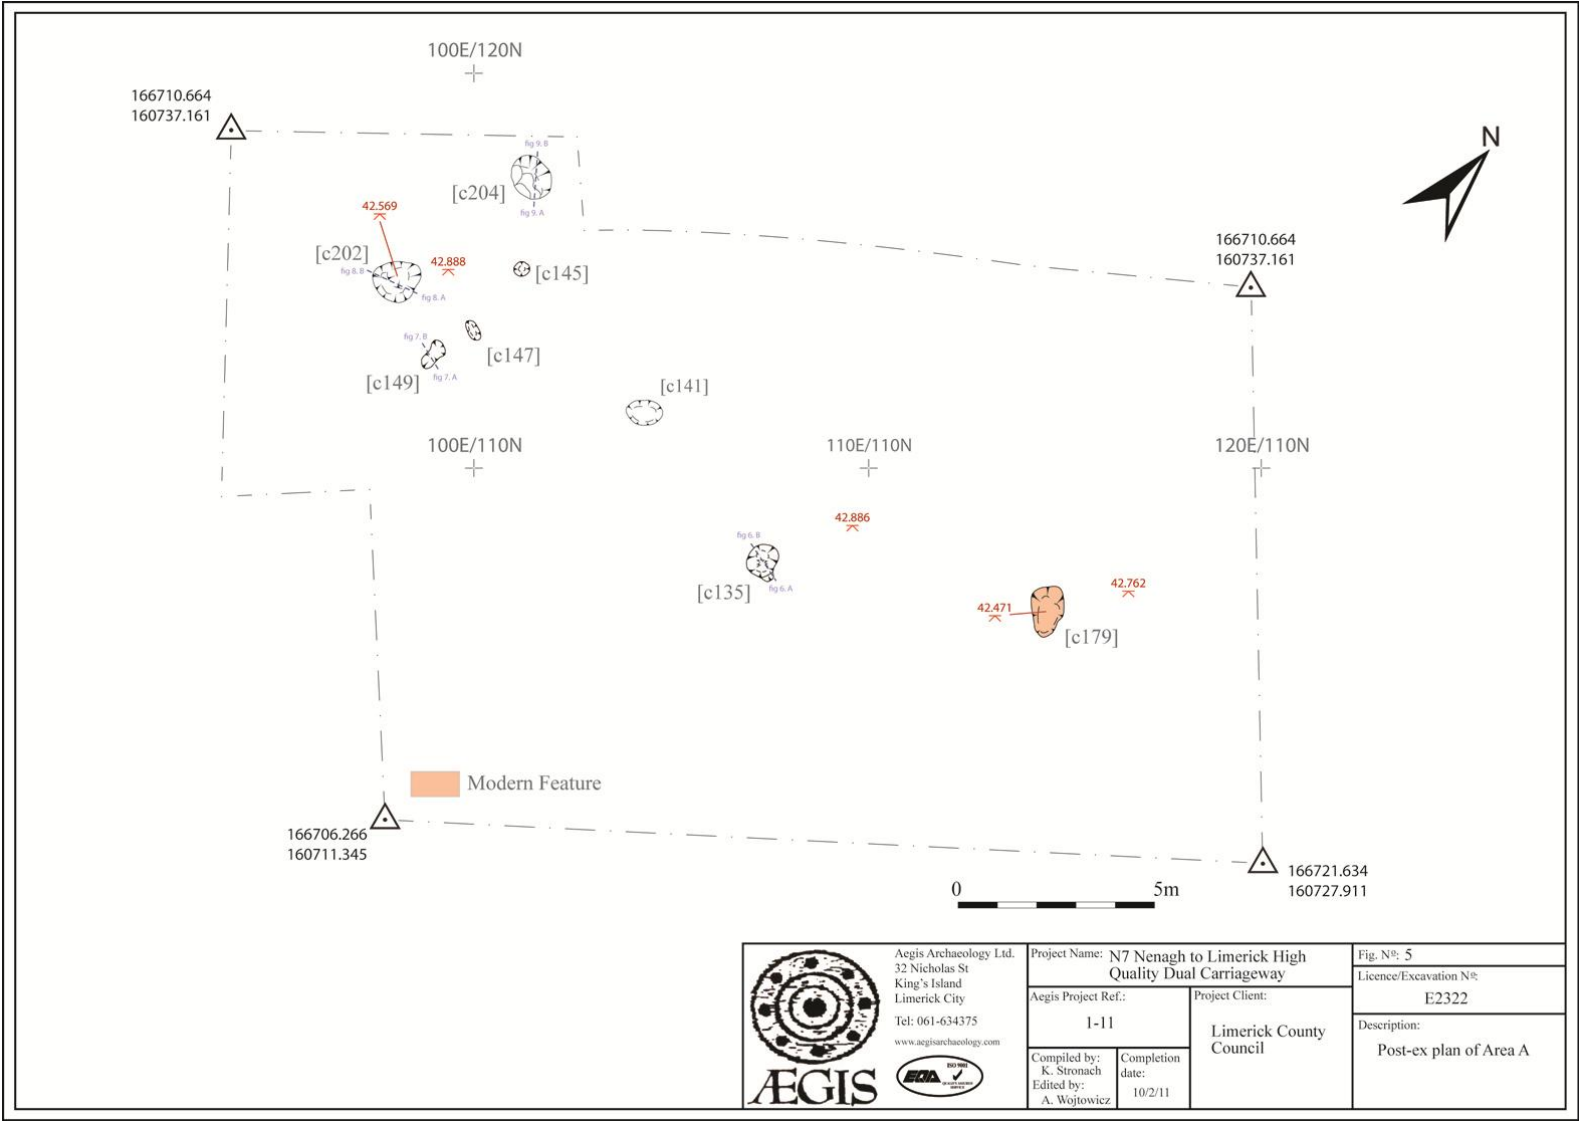 100E/120N
166710.664
160737.161
N
fig 9. B
[c204]
fig 9. A
42.569
166710.664
160737.161
[c202]
42.888
fig 8. B
[c145]
fig 8. A
fig 7. B
[c147]
[c149]
fig 7. A
[c141]
100E/110N
110E/110N
120E/110N
42.886
fig 6. B
[c135]
fig 6. A
42.762
42.471
[c179]
Modern Feature
166706.266
160711.345
166721.634
160727.911
0 5m
ÆGIS
Aegis Archaeology Ltd.
32 Nicholas St
King's Island
Limerick City
Tel: 061-634375
www.aegisarchaeology.com
EQA
ISO 9001
Project Name: N7 Nenagh to Limerick High
Quality Dual Carriageway
Aegis Project Ref.:
1-11
Project Client:
Limerick County
Council
Compiled by:
K. Stronach
Edited by:
A. Wojtowicz
Completion
date:
10/2/11
Fig. Nº: 5
Licence/Excavation Nº:
E2322
Description:
Post-ex plan of Area A